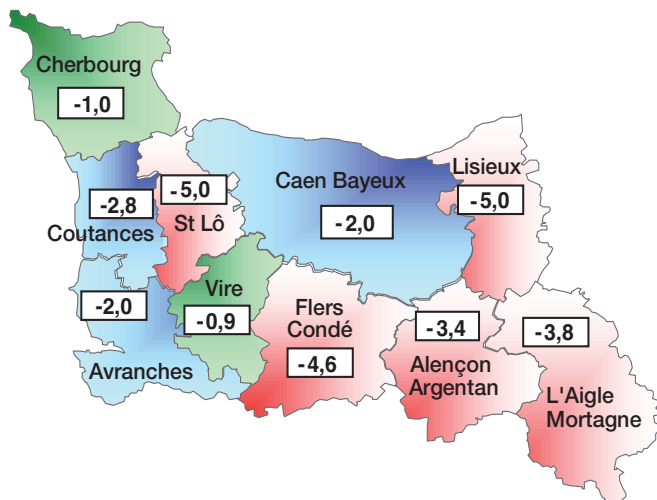 Cherbourg
-1,0
-2,8
Coutances
-5,0
St Lô
Caen Bayeux
-2,0
Lisieux
-5,0
-2,0
Avranches
Vire
-0,9
Flers
Condé
-4,6
-3,4
Alençon
Argentan
-3,8
L'Aigle
Mortagne